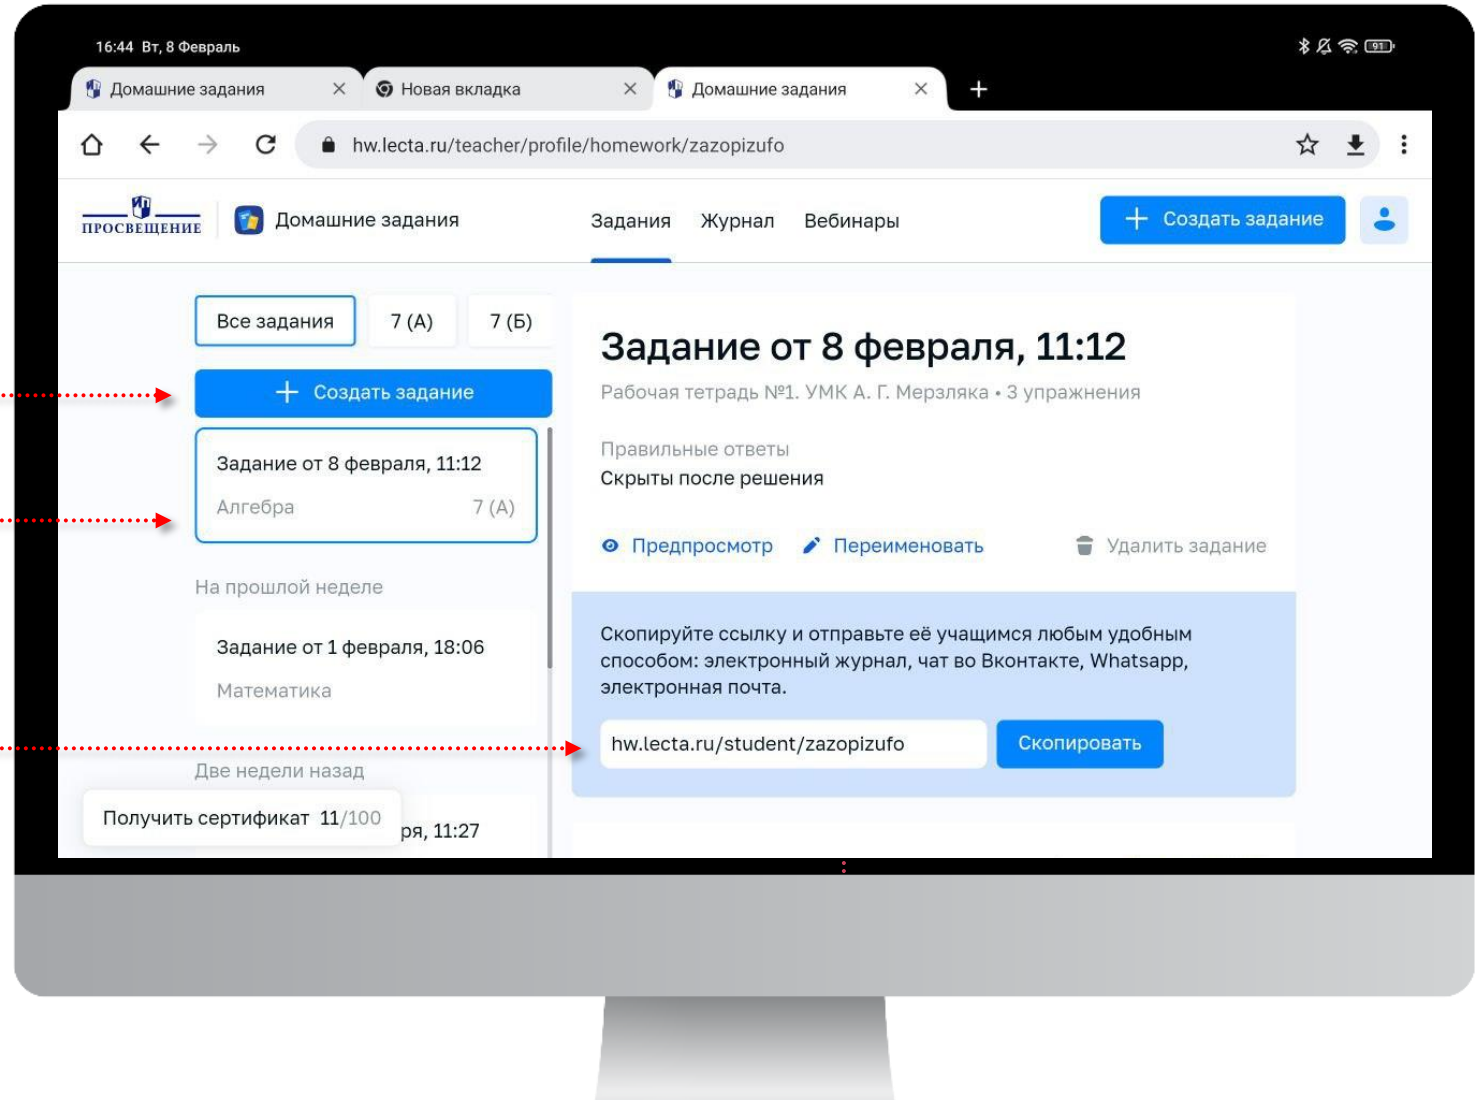 16:44 Вт, 8 Февраль
91
Домашние задания
Новая вкладка
Домашние задания
hw.lecta.ru/teacher/profile/homework/zazopizufo
ПРОСВЕЩЕНИЕ
Домашние задания
Задания
Журнал
Вебинары
Создать задание
Все задания
7 (А)
7 (Б)
Создать задание
Задание от 8 февраля, 11:12
Алгебра
7 (А)
На прошлой неделе
Задание от 1 февраля, 18:06
Математика
Две недели назад
ря, 11:27
Получить сертификат 11/100
Задание от 8 февраля, 11:12
Рабочая тетрадь №1. УМК А. Г. Мерзляка • 3 упражнения
Правильные ответы
Скрыты после решения
Предпросмотр
Переименовать
Удалить задание
Скопируйте ссылку и отправьте её учащимся любым удобным
способом: электронный журнал, чат во Вконтакте, Whatsapp,
электронная почта.
hw.lecta.ru/student/zazopizufo
Скопировать